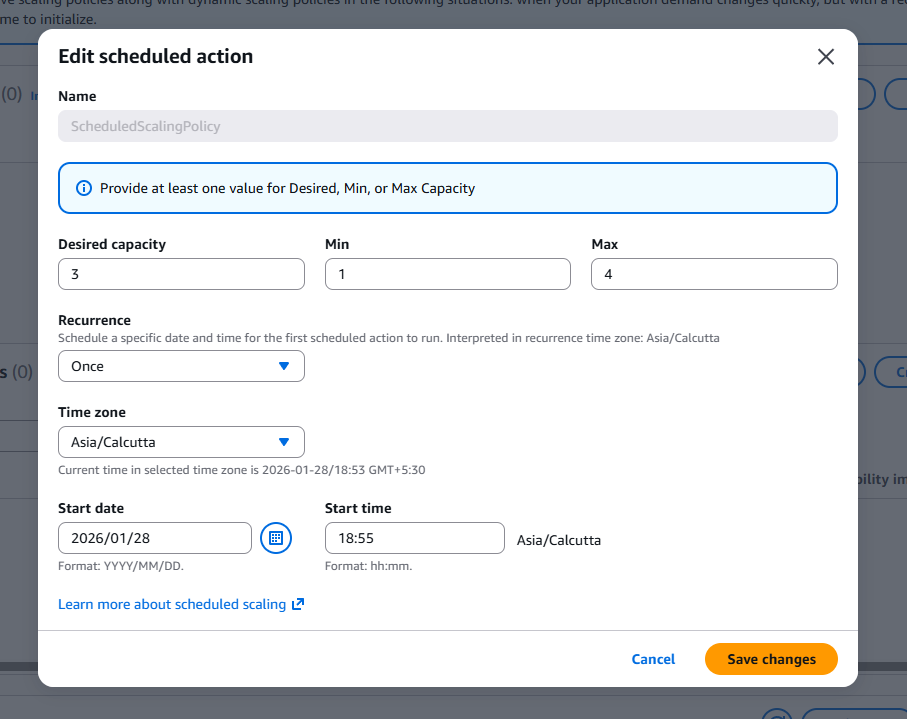 ve scaling policies along with dynamic scaling policies in the following situations: when your application demand changes quickly, but with a rec
me to initialize.
Edit scheduled action
(0)
Name
ScheduledScalingPolicy
Provide at least one value for Desired, Min, or Max Capacity
Desired capacity
Min
Max
3
1
4
Recurrence
Schedule a specific date and time for the first scheduled action to run. Interpreted in recurrence time zone: Asia/Calcutta
Once
s (0)
Time zone
Asia/Calcutta
Current time in selected time zone is 2026-01-28/18:53 GMT+5:30
bility im
Start date
Start time
2026/01/28
18:55
Asia/Calcutta
Format: YYYY/MM/DD.
Format: hh:mm.
Learn more about scheduled scaling
Cancel
Save changes